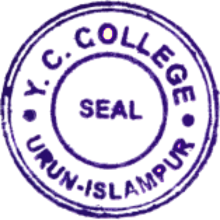 Y. C. COLLEGE
SEAL
URUN-ISLAMPUR